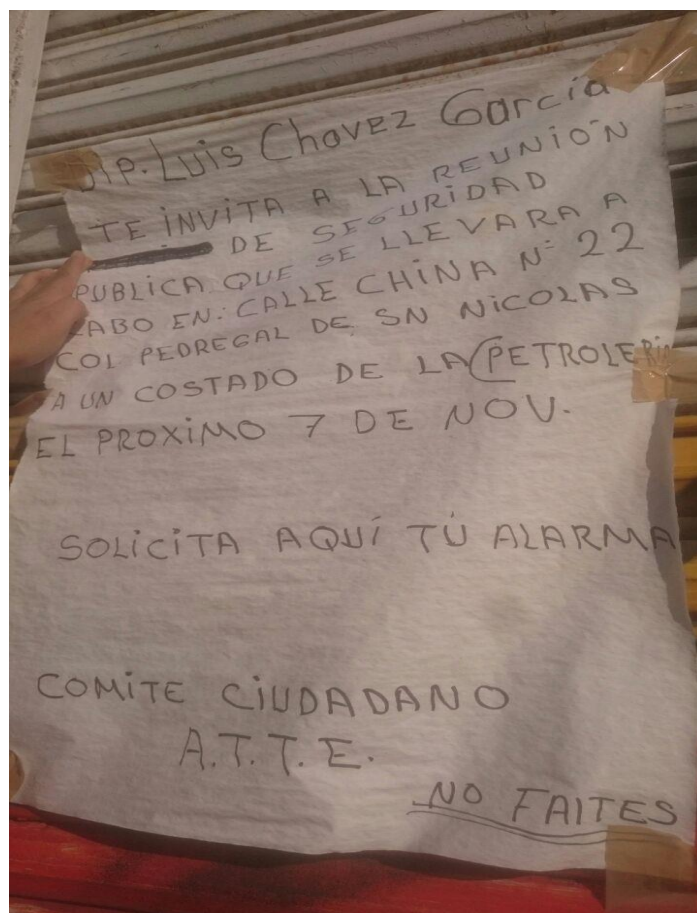 Dip. Luis Chavez García
TE INVITA A LA REUNIÓN
DE SEGURIDAD
PUBLICA QUE SE LLEVARA A
CABO EN: CALLE CHINA Nº 22
COL PEDREGAL DE SN NICOLAS
A UN COSTADO DE LA (PETROLERIA
EL PROXIMO 7 DE NOV.
SOLICITA AQUÍ TÚ ALARMA
COMITE CIUDADANO
A.T.T.E.
NO FALTES